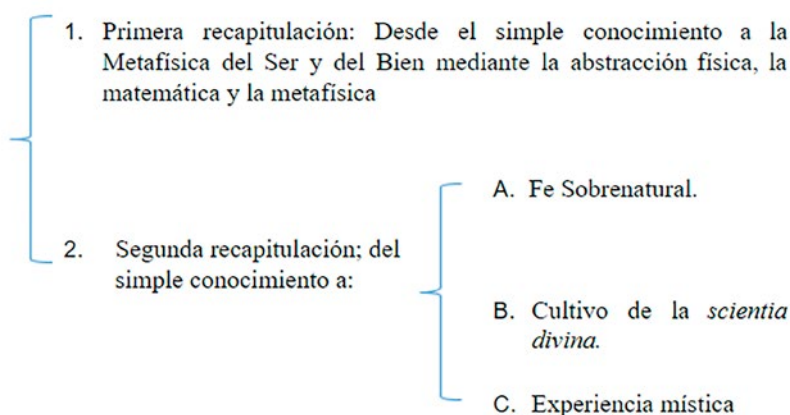 1. Primera recapitulación: Desde el simple conocimiento a la
Metafísica del Ser y del Bien mediante la abstracción física, la
matemática y la metafísica
2. Segunda recapitulación; del
simple conocimiento a:
A. Fe Sobrenatural.
B. Cultivo de la scientia
divina.
C. Experiencia mística